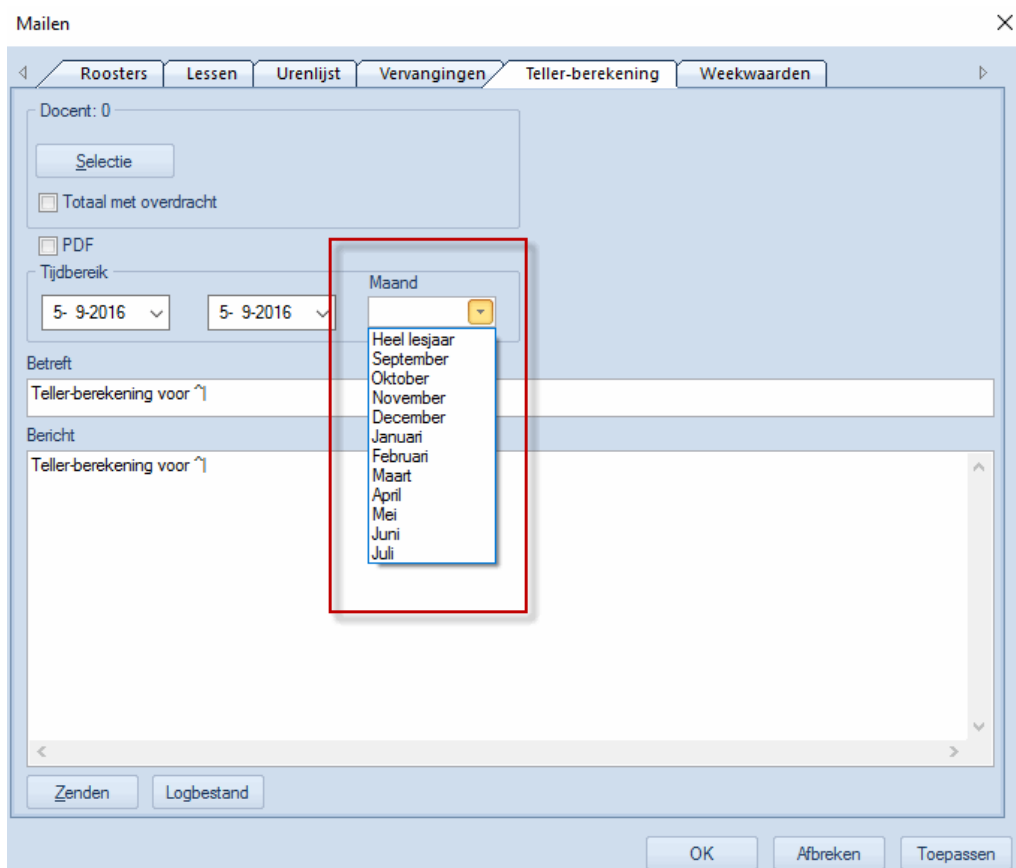 Mailen
Roosters Lessen Urenlijst Vervangingen Teller-berekening Weekwaarden
Docent: 0
Selectie
Totaal met overdracht
PDF
Tijdbereik
Maand
5- 9-2016 5- 9-2016
Heel lesjaar
September
Oktober
November
December
Januari
Februari
Maart
April
Mei
Juni
Juli
Betreft
Teller-berekening voor ^1
Bericht
Teller-berekening voor ^1
Zenden Logbestand
OK Afbreken Toepassen